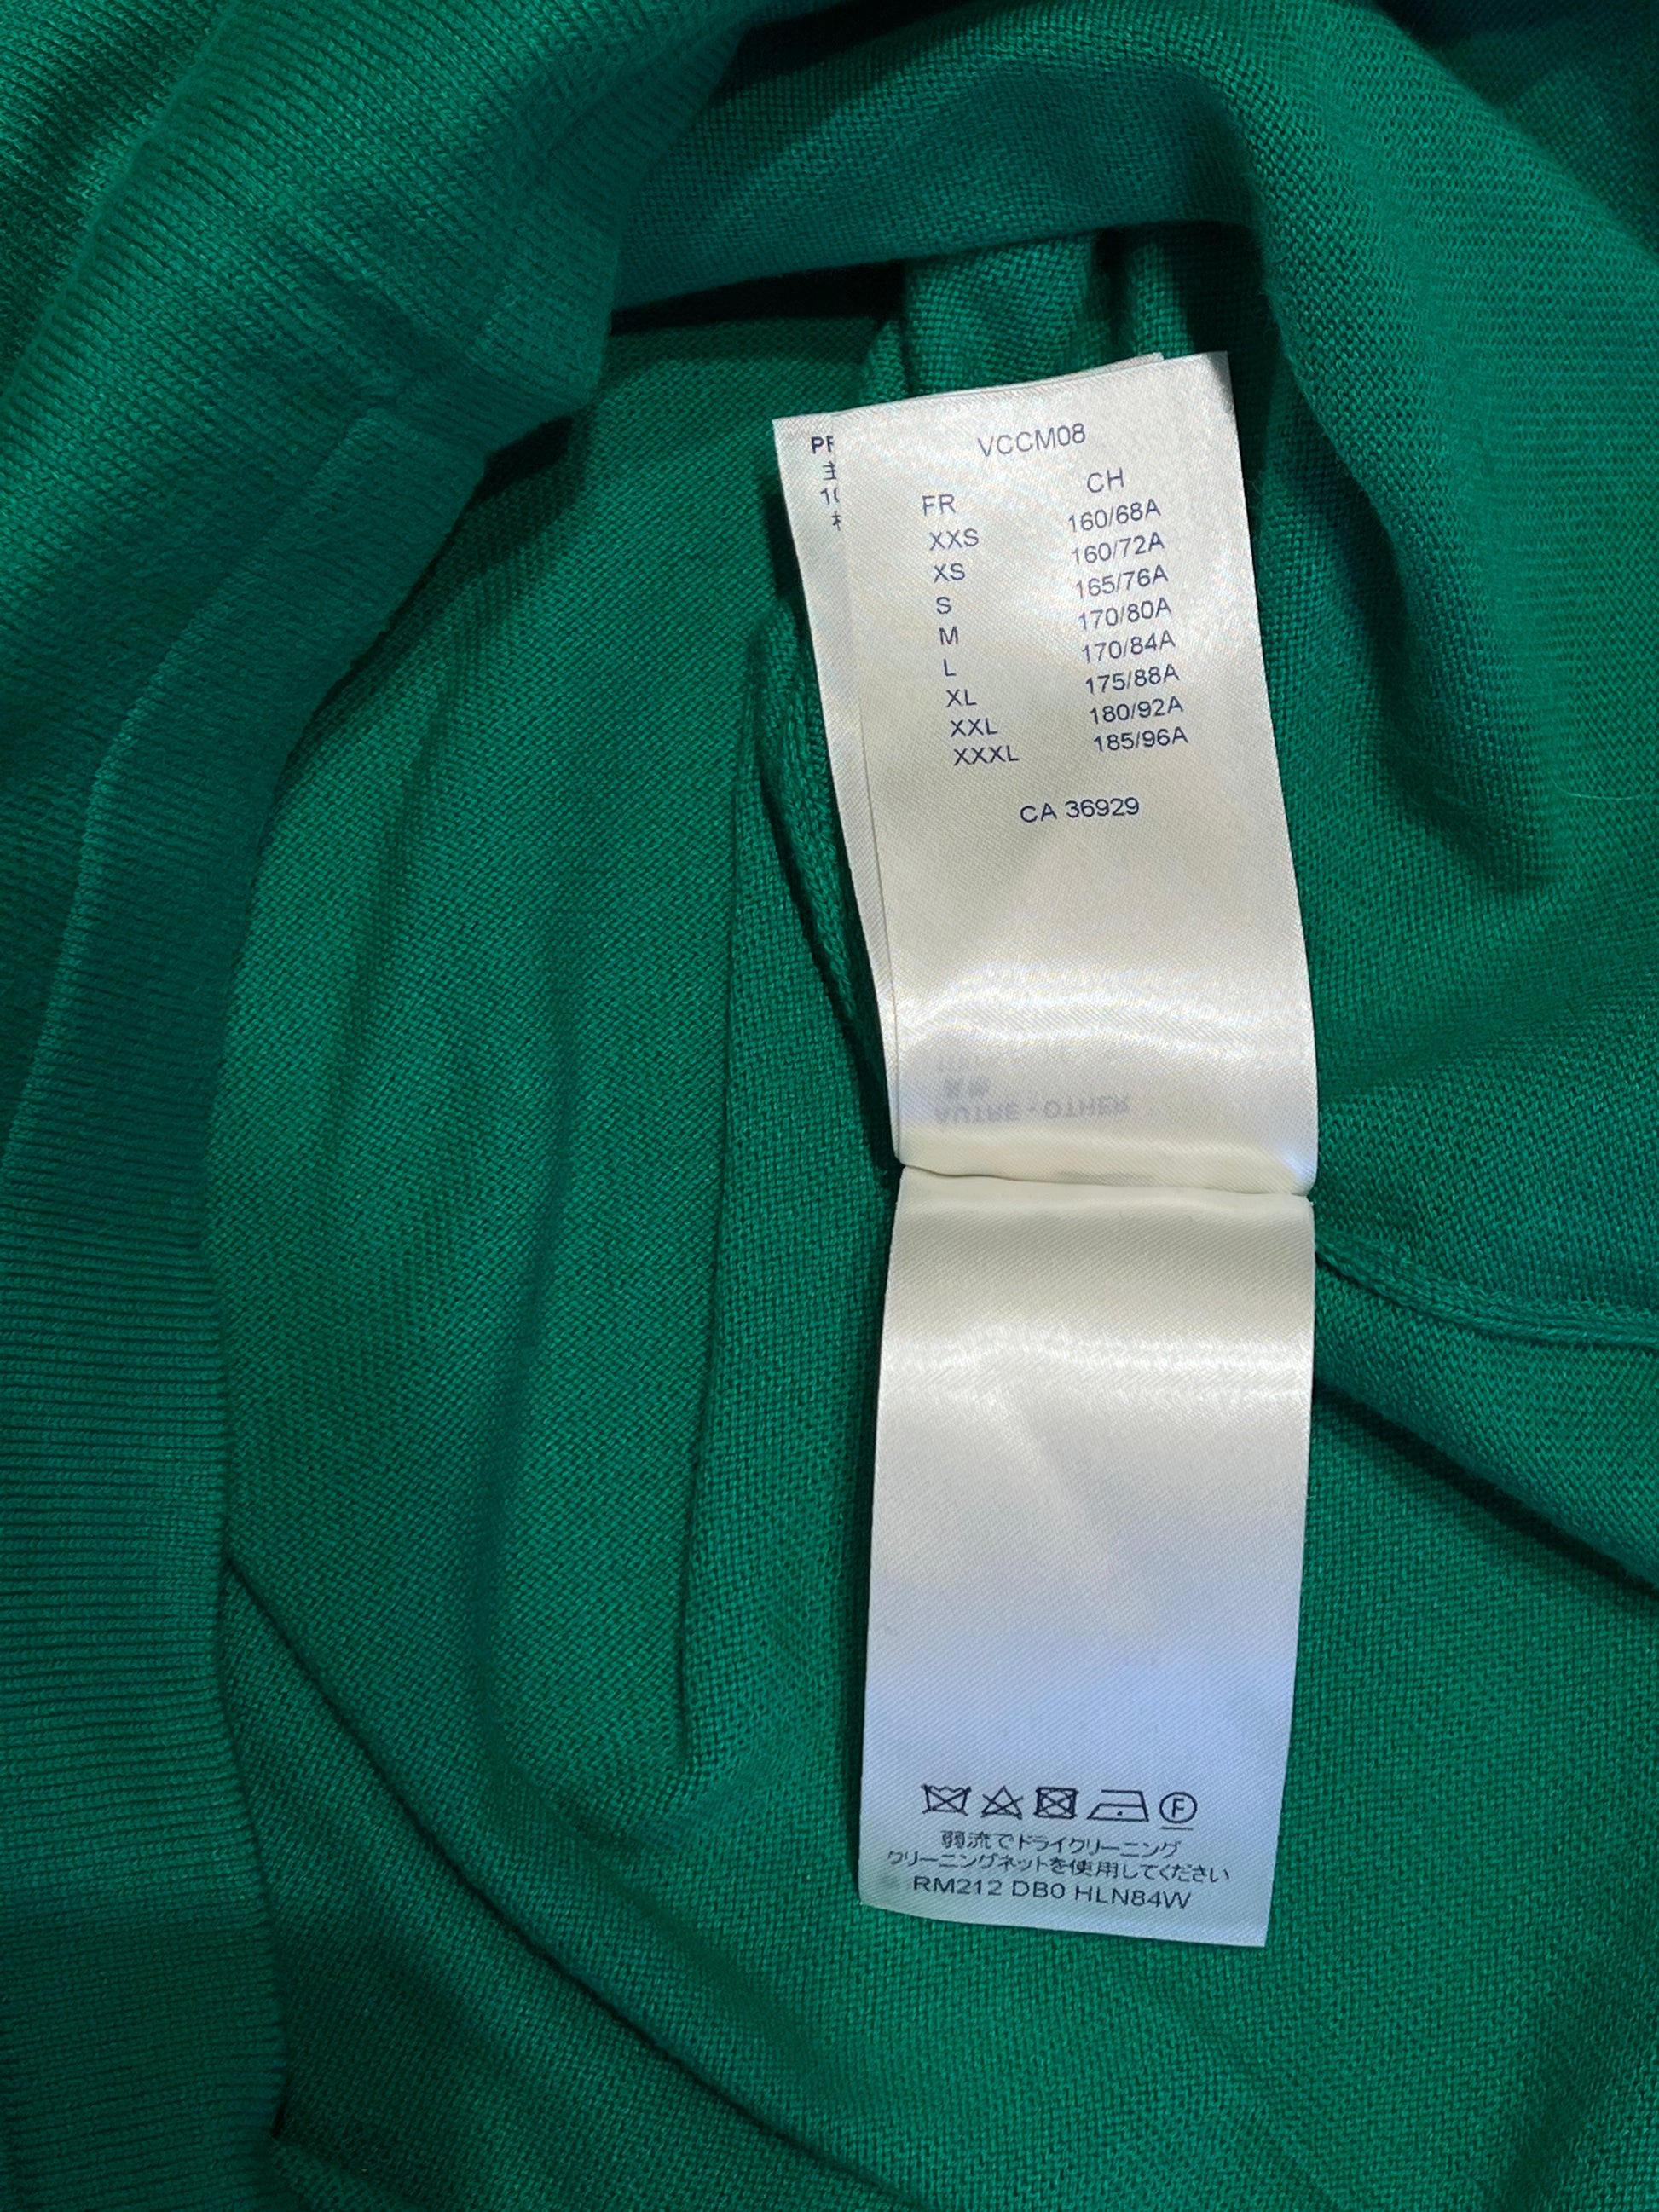 VCCM08
FR CH
XXS 160/68A
XS 160/72A
S 165/76A
M 170/80A
L 170/84A
XL 175/88A
XXL 180/92A
XXXL 185/96A
CA 36929
AUTRE - OTHER
F
弱流でドライクリーニング
クリーニングネットを使用してください
RM212 DB0 HLN84W